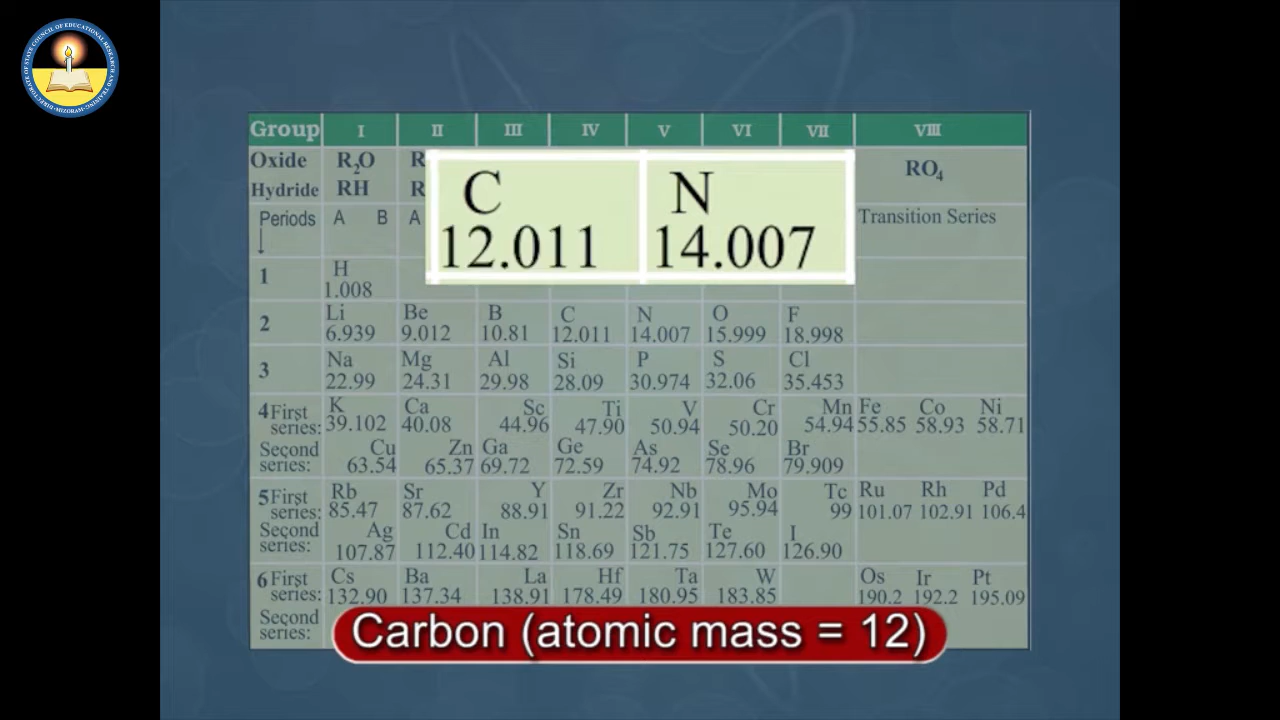 DIRECTORATE OF STATE COUNCIL OF EDUCATIONAL RESEARCH AND TRAINING
MIZORAM
Group I II III IV V VI VII VIII
Oxide R₂O R RO₄
Hydride RH R
Periods A B A Transition Series
C N
12.011 14.007
1 H
1.008
2 Li Be B C N O F
6.939 9.012 10.81 12.011 14.007 15.999 18.998
3 Na Mg Al Si P S Cl
22.99 24.31 29.98 28.09 30.974 32.06 35.453
4 First K Ca Sc Ti V Cr Mn Fe Co Ni
series: 39.102 40.08 44.96 47.90 50.94 50.20 54.94 55.85 58.93 58.71
Second Cu Zn Ga Ge As Se Br
series: 63.54 65.37 69.72 72.59 74.92 78.96 79.909
5 First Rb Sr Y Zr Nb Mo Tc Ru Rh Pd
series: 85.47 87.62 88.91 91.22 92.91 95.94 99 101.07 102.91 106.4
Second Ag Cd In Sn Sb Te I
series: 107.87 112.40 114.82 118.69 121.75 127.60 126.90
6 First Cs Ba La Hf Ta W Os Ir Pt
series: 132.90 137.34 138.91 178.49 180.95 183.85 190.2 192.2 195.09
Second
series:
Carbon (atomic mass = 12)